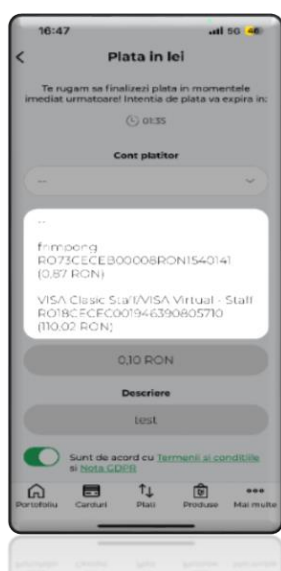 16:47
5G 46
Plata in lei
Te rugam sa finalizezi plata in momentele
imediat urmatoare! Intentia de plata va expira in:
01:35
Cont platitor
--
--
frimpong
RO73CECEB00008RON1540141
(0,87 RON)
VISA Clasic Staff/VISA Virtual - Staff
RO18CECEC001946390805710
(110,02 RON)
0,10 RON
Descriere
test
Sunt de acord cu Termenii si conditiile
si Nota GDPR
Portofoliu Carduri Plati Produse Mai multe